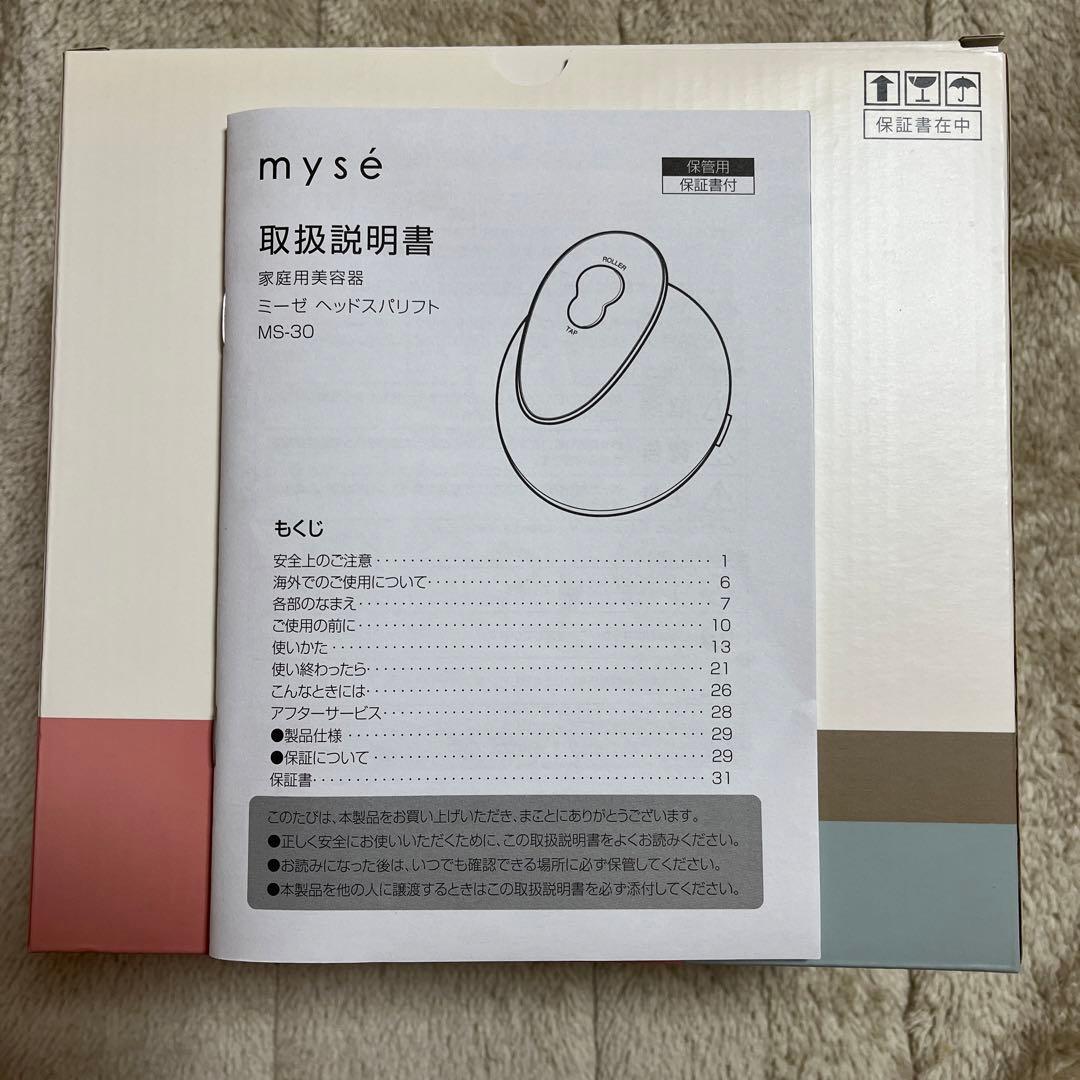 保証書在中
mysé
保管用
保証書付
取扱説明書
家庭用美容器
ミーゼ ヘッドスパリフト
MS-30
ROLLER
TAP
もくじ
安全上のご注意 1
海外でのご使用について 6
各部のなまえ 7
ご使用の前に 10
使いかた 13
使い終わったら 21
こんなときには 26
アフターサービス 28
●製品仕様 29
●保証について 29
保証書 31
このたびは、本製品をお買い上げいただき、まことにありがとうございます。
●正しく安全にお使いいただくために、この取扱説明書をよくお読みください。
●お読みになった後は、いつでも確認できる場所に必ず保管してください。
●本製品を他の人に譲渡するときはこの取扱説明書を必ず添付してください。